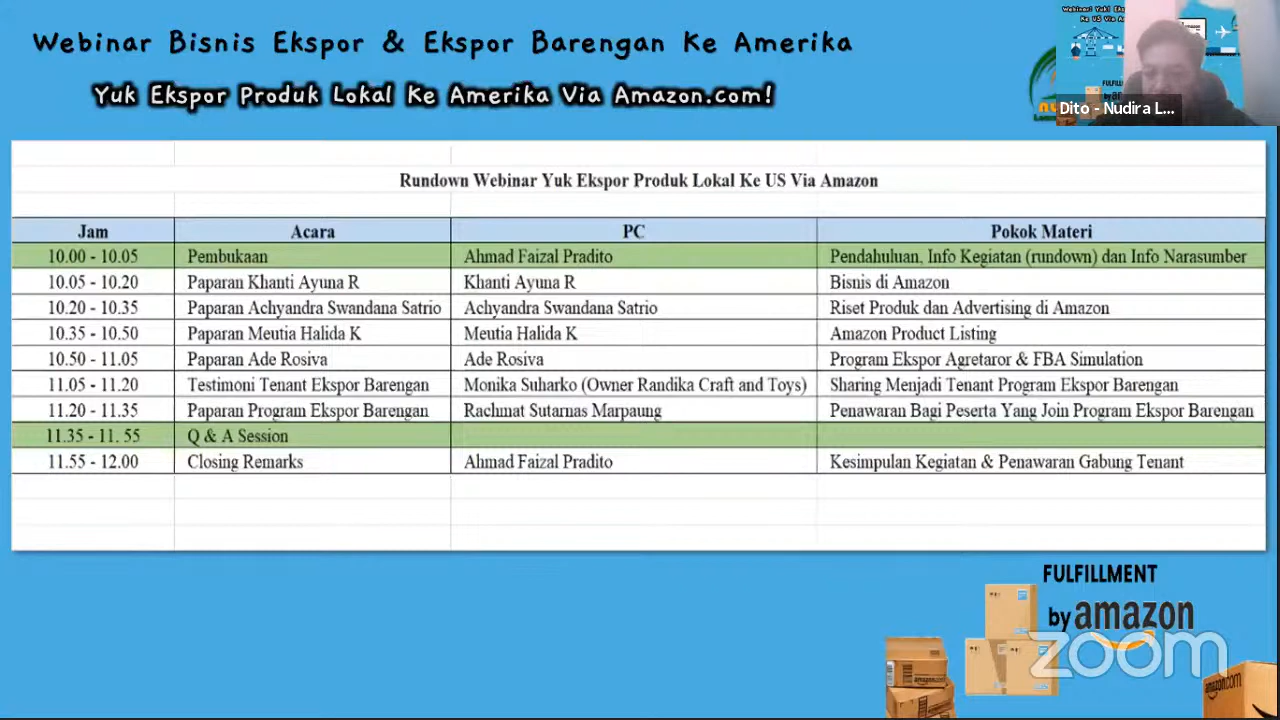 Webinar Bisnis Ekspor & Ekspor Barengan Ke Amerika
Yuk Ekspor Produk Lokal Ke Amerika Via Amazon.com!
Dito - Nudira L...
Rundown Webinar Yuk Ekspor Produk Lokal Ke US Via Amazon
Jam Acara PC Pokok Materi
10.00 - 10.05 Pembukaan Ahmad Faizal Pradito Pendahuluan, Info Kegiatan (rundown) dan Info Narasumber
10.05 - 10.20 Paparan Khanti Ayuna R Khanti Ayuna R Bisnis di Amazon
10.20 - 10.35 Paparan Achyandra Swandana Satrio Achyandra Swandana Satrio Riset Produk dan Advertising di Amazon
10.35 - 10.50 Paparan Meutia Halida K Meutia Halida K Amazon Product Listing
10.50 - 11.05 Paparan Ade Rosiva Ade Rosiva Program Ekspor Agretaror & FBA Simulation
11.05 - 11.20 Testimoni Tenant Ekspor Barengan Monika Suharko (Owner Randika Craft and Toys) Sharing Menjadi Tenant Program Ekspor Barengan
11.20 - 11.35 Paparan Program Ekspor Barengan Rachmat Sutarnas Marpaung Penawaran Bagi Peserta Yang Join Program Ekspor Barengan
11.35 - 11. 55 Q & A Session
11.55 - 12.00 Closing Remarks Ahmad Faizal Pradito Kesimpulan Kegiatan & Penawaran Gabung Tenant
FULFILLMENT
by amazon
zoom
amazon.com
amazon.com